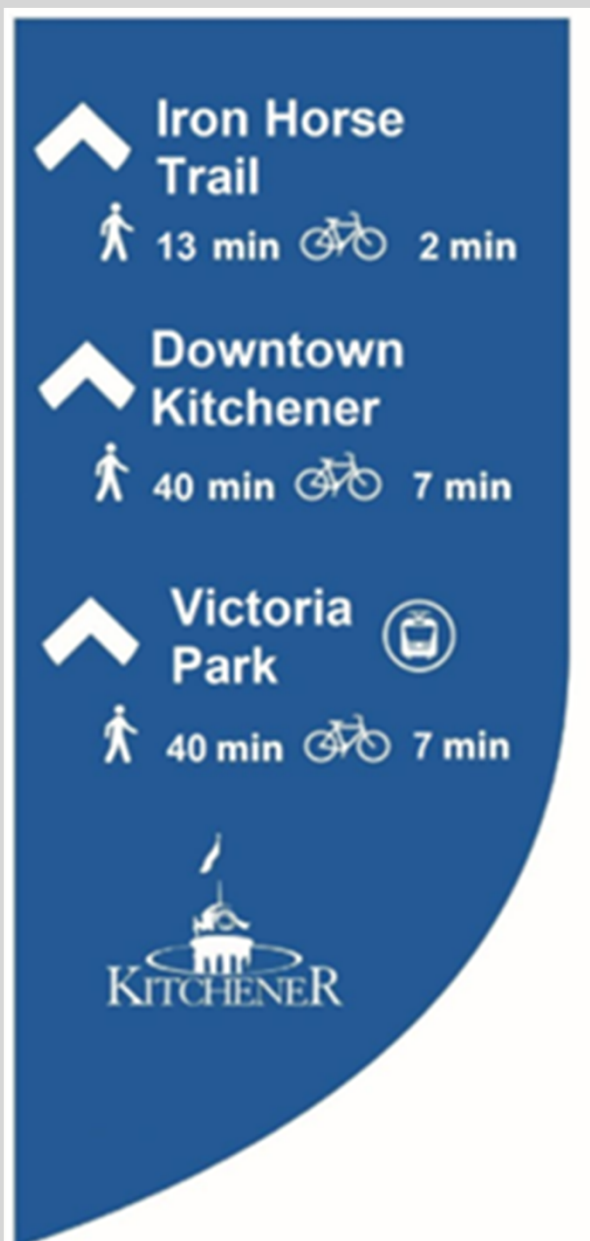 Iron Horse
Trail
13 min 2 min
Downtown
Kitchener
40 min 7 min
Victoria
Park
40 min 7 min
KITCHENER